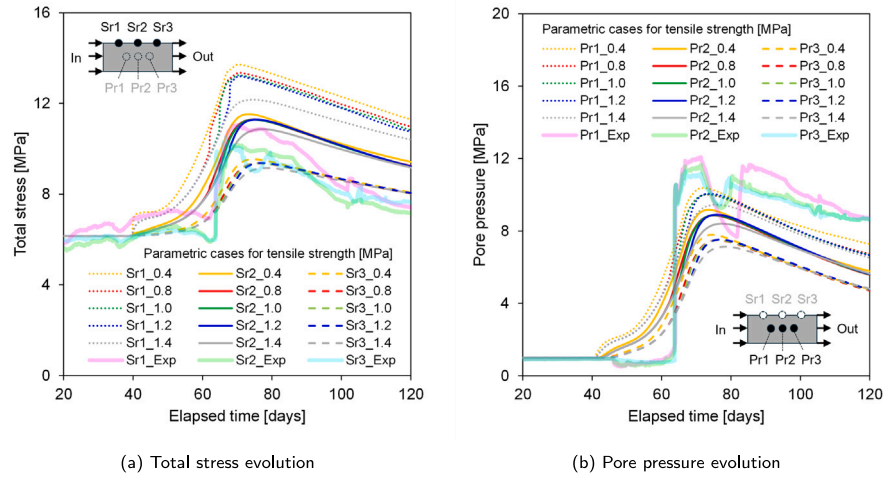 Sr1 Sr2 Sr3
In
Out
Pr1 Pr2 Pr3
16
12
8
4
0
Total stress [MPa]
Parametric cases for tensile strength [MPa]
Sr1_0.4 Sr2_0.4 Sr3_0.4
Sr1_0.8 Sr2_0.8 Sr3_0.8
Sr1_1.0 Sr2_1.0 Sr3_1.0
Sr1_1.2 Sr2_1.2 Sr3_1.2
Sr1_1.4 Sr2_1.4 Sr3_1.4
Sr1_Exp Sr2_Exp Sr3_Exp
20 40 60 80 100 120
Elapsed time [days]
(a) Total stress evolution
20
16
12
8
4
0
Pore pressure [MPa]
Parametric cases for tensile strength [MPa]
Pr1_0.4 Pr2_0.4 Pr3_0.4
Pr1_0.8 Pr2_0.8 Pr3_0.8
Pr1_1.0 Pr2_1.0 Pr3_1.0
Pr1_1.2 Pr2_1.2 Pr3_1.2
Pr1_1.4 Pr2_1.4 Pr3_1.4
Pr1_Exp Pr2_Exp Pr3_Exp
Sr1 Sr2 Sr3
In
Out
Pr1 Pr2 Pr3
20 40 60 80 100 120
Elapsed time [days]
(b) Pore pressure evolution